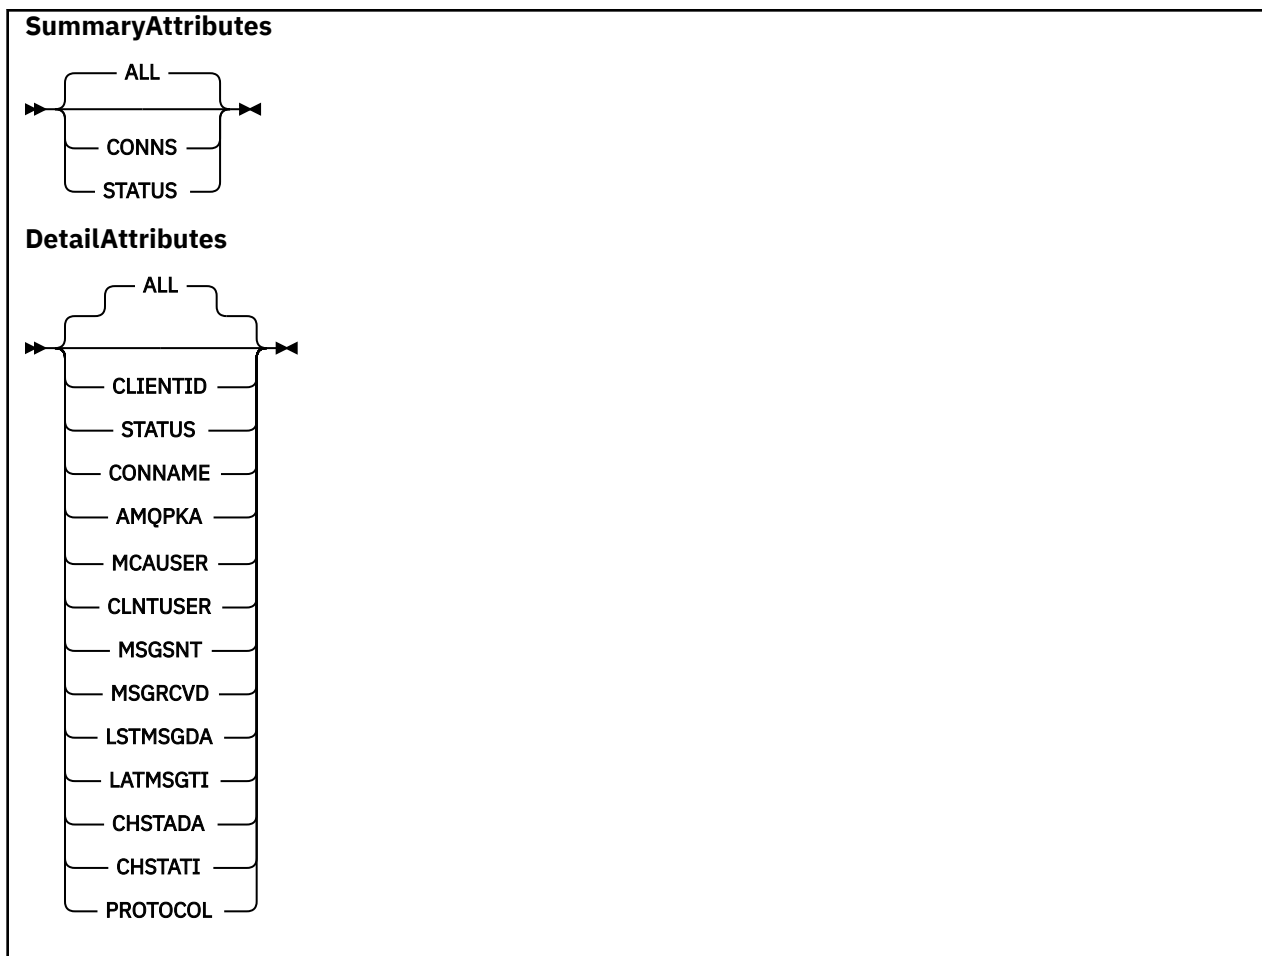 SummaryAttributes
ALL
CONNS
STATUS
DetailAttributes
ALL
CLIENTID
STATUS
CONNAME
AMQPKA
MCAUSER
CLNTUSER
MSGSNT
MSGRCVD
LSTMSGDA
LATMSGTI
CHSTADA
CHSTATI
PROTOCOL